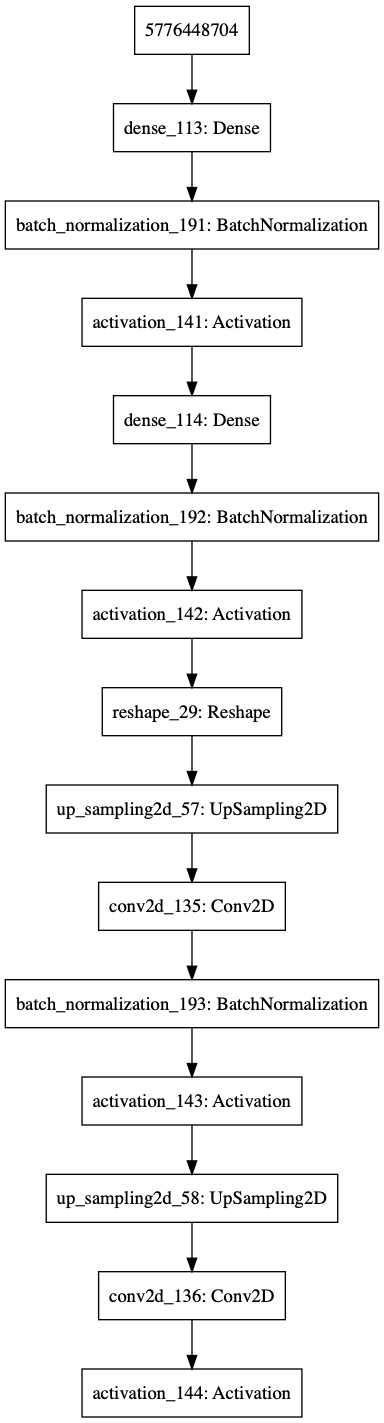 5776448704
dense_113: Dense
batch_normalization_191: BatchNormalization
activation_141: Activation
dense_114: Dense
batch_normalization_192: BatchNormalization
activation_142: Activation
reshape_29: Reshape
up_sampling2d_57: UpSampling2D
conv2d_135: Conv2D
batch_normalization_193: BatchNormalization
activation_143: Activation
up_sampling2d_58: UpSampling2D
conv2d_136: Conv2D
activation_144: Activation